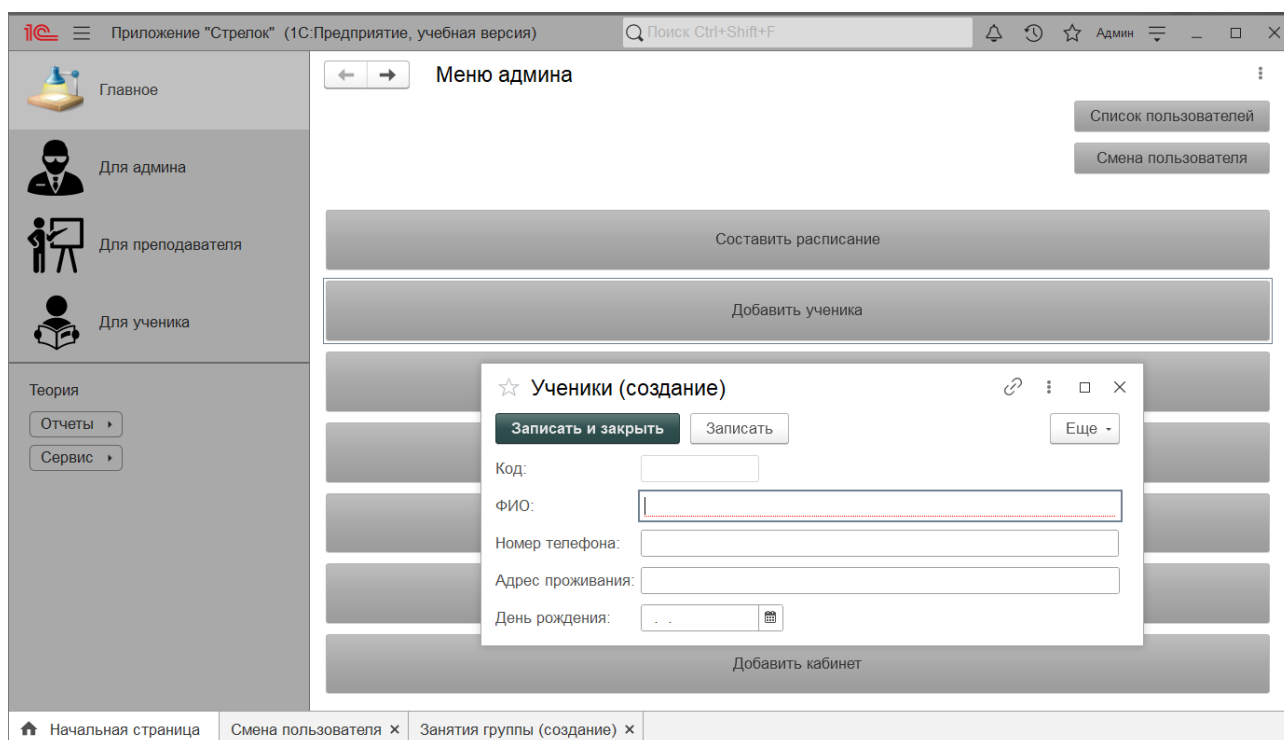 Приложение "Стрелок" (1С:Предприятие, учебная версия)
Поиск Ctrl+Shift+F
Админ
Главное
Для админа
Для преподавателя
Для ученика
Теория
Отчеты
Сервис
Меню админа
Список пользователей
Смена пользователя
Составить расписание
Добавить ученика
Ученики (создание)
Записать и закрыть
Записать
Еще
Код:
ФИО:
Номер телефона:
Адрес проживания:
День рождения:
Добавить кабинет
Начальная страница
Смена пользователя
Занятия группы (создание)